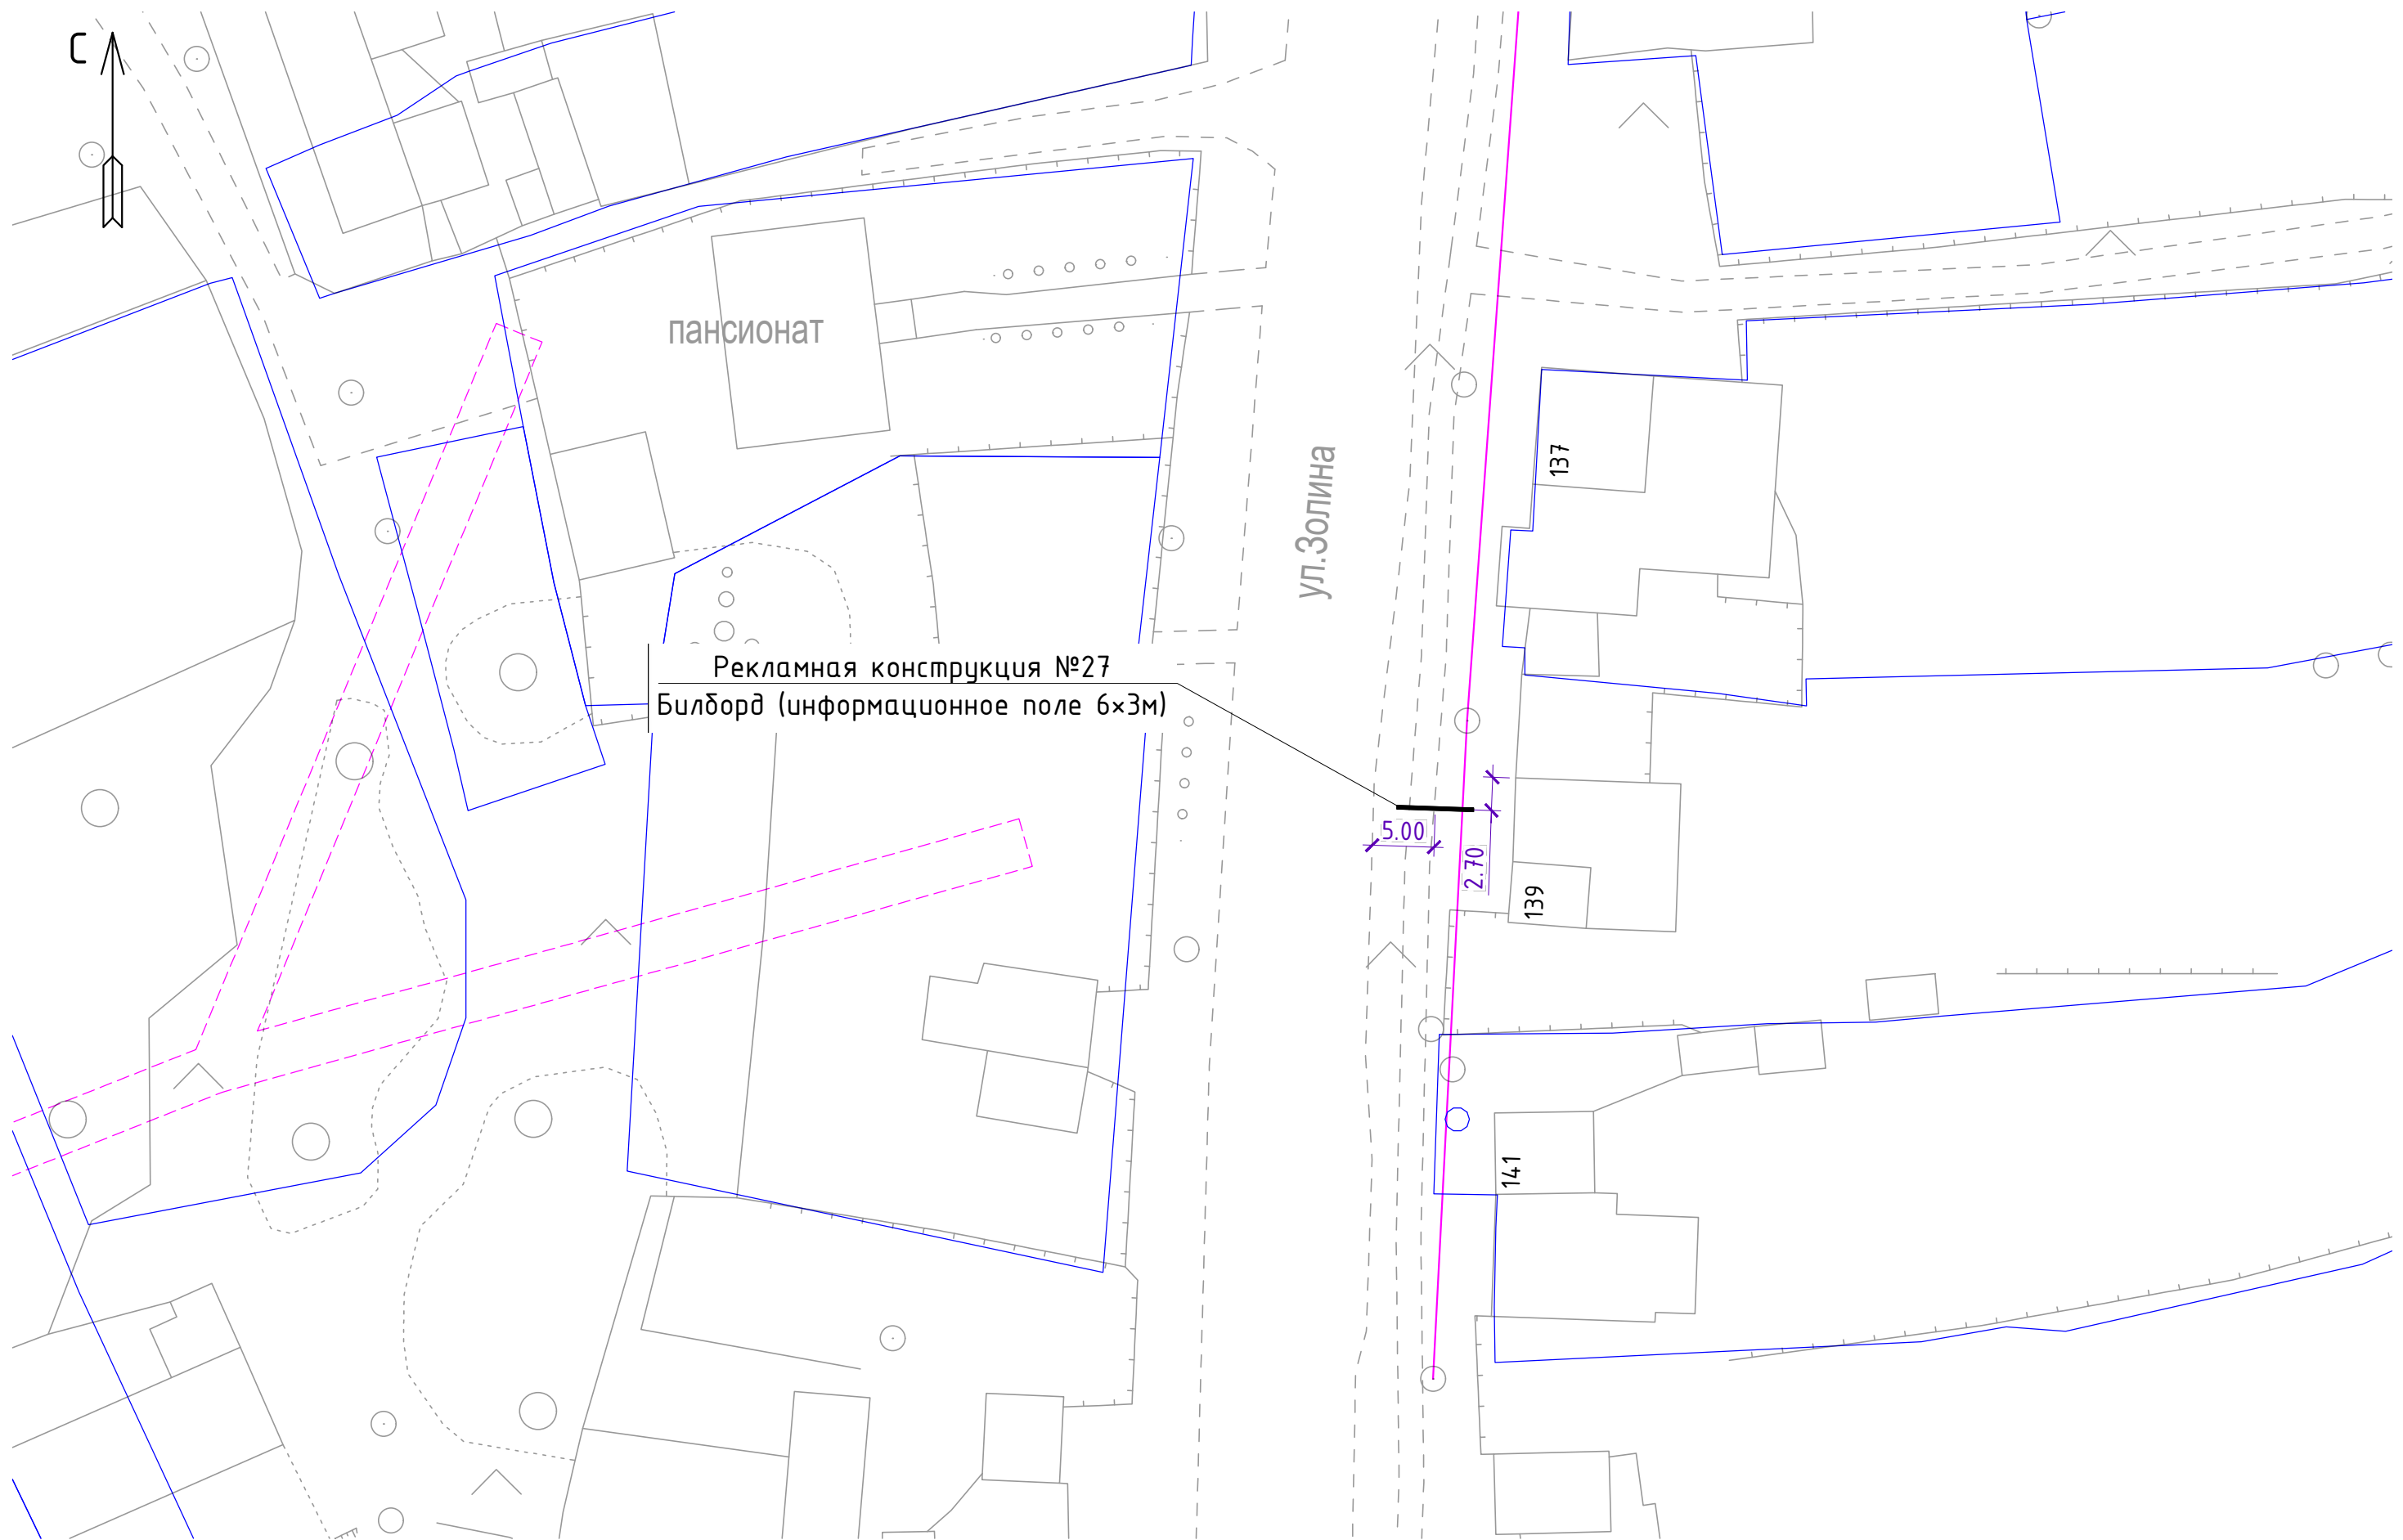 С
пансионат
ул.Золина
137
Рекламная конструкция №27
Билборд (информационное поле 6×3м)
5.00
2.70
139
141